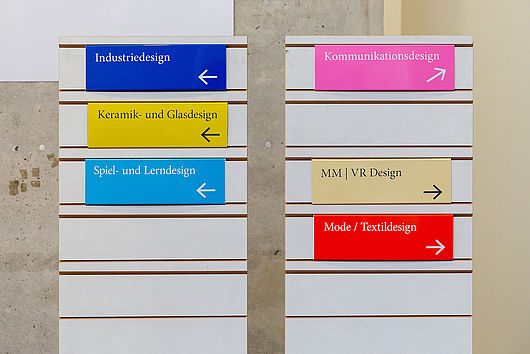 Industriedesign
Keramik- und Glasdesign
Spiel- und Lerndesign
Kommunikationsdesign
MM | VR Design
Mode / Textildesign